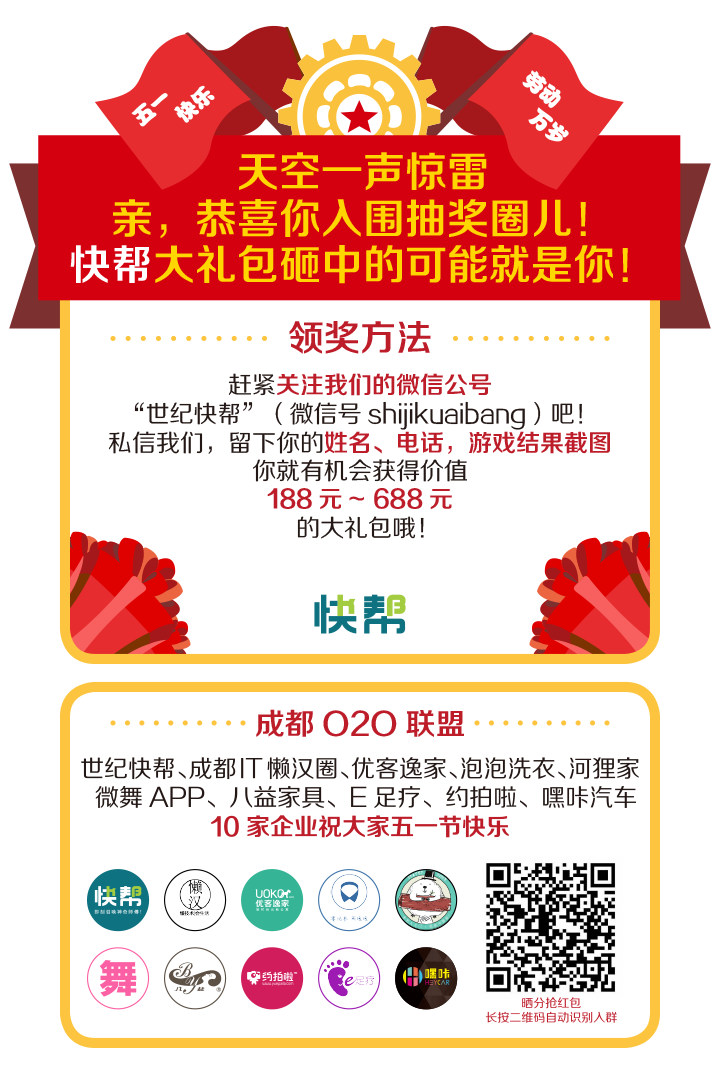 五一
快乐
劳动
万岁
天空一声惊雷
亲，恭喜你入围抽奖圈儿！
快帮大礼包砸中的可能就是你！
领奖方法
赶紧关注我们的微信公号
“世纪快帮”（微信号 shijikuaibang）吧！
私信我们，留下你的姓名、电话，游戏结果截图
你就有机会获得价值
188 元 ~ 688 元
的大礼包哦！
快帮
成都 O2O 联盟
世纪快帮、成都IT懒汉圈、优客逸家、泡泡洗衣、河狸家
微舞 APP、八益家具、E 足疗、约拍啦、嘿咔汽车
10 家企业祝大家五一节快乐
快帮
懒汉
UOKO
优客逸家
舞
八益
约拍啦
e足疗
嘿咔
HEYCAR
晒分抢红包
长按二维码自动识别入群